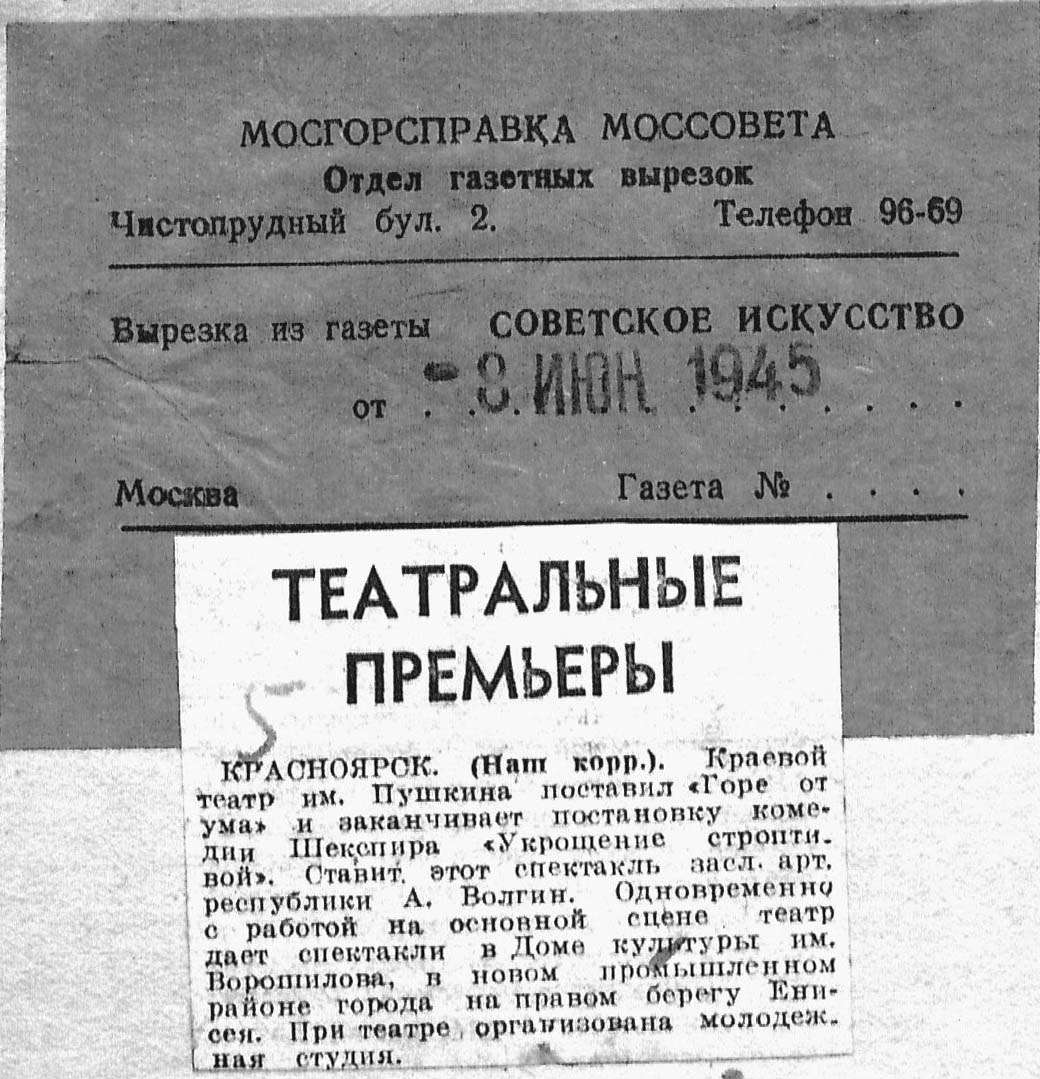 МОСГОРСПРАВКА МОССОВЕТА
Отдел газетных вырезок
Чистопрудный бул. 2. Телефон 96-69
Вырезка из газеты СОВЕТСКОЕ ИСКУССТВО
от . . -8. ИЮН. 1945 . . . . . . .
Москва Газета № . . . .
ТЕАТРАЛЬНЫЕ
ПРЕМЬЕРЫ
5
КРАСНОЯРСК. (Наш корр.). Краевой
театр им. Пушкина поставил «Горе от
ума» и заканчивает постановку коме-
дии Шекспира «Укрощение стропти-
вой». Ставит этот спектакль засл. арт.
республики А. Волгин. Одновременно
с работой на основной сцене театр
дает спектакли в Доме культуры им.
Ворошилова, в новом промышленном
районе города на правом берегу Ени-
сея. При театре организована молодеж-
ная студия.